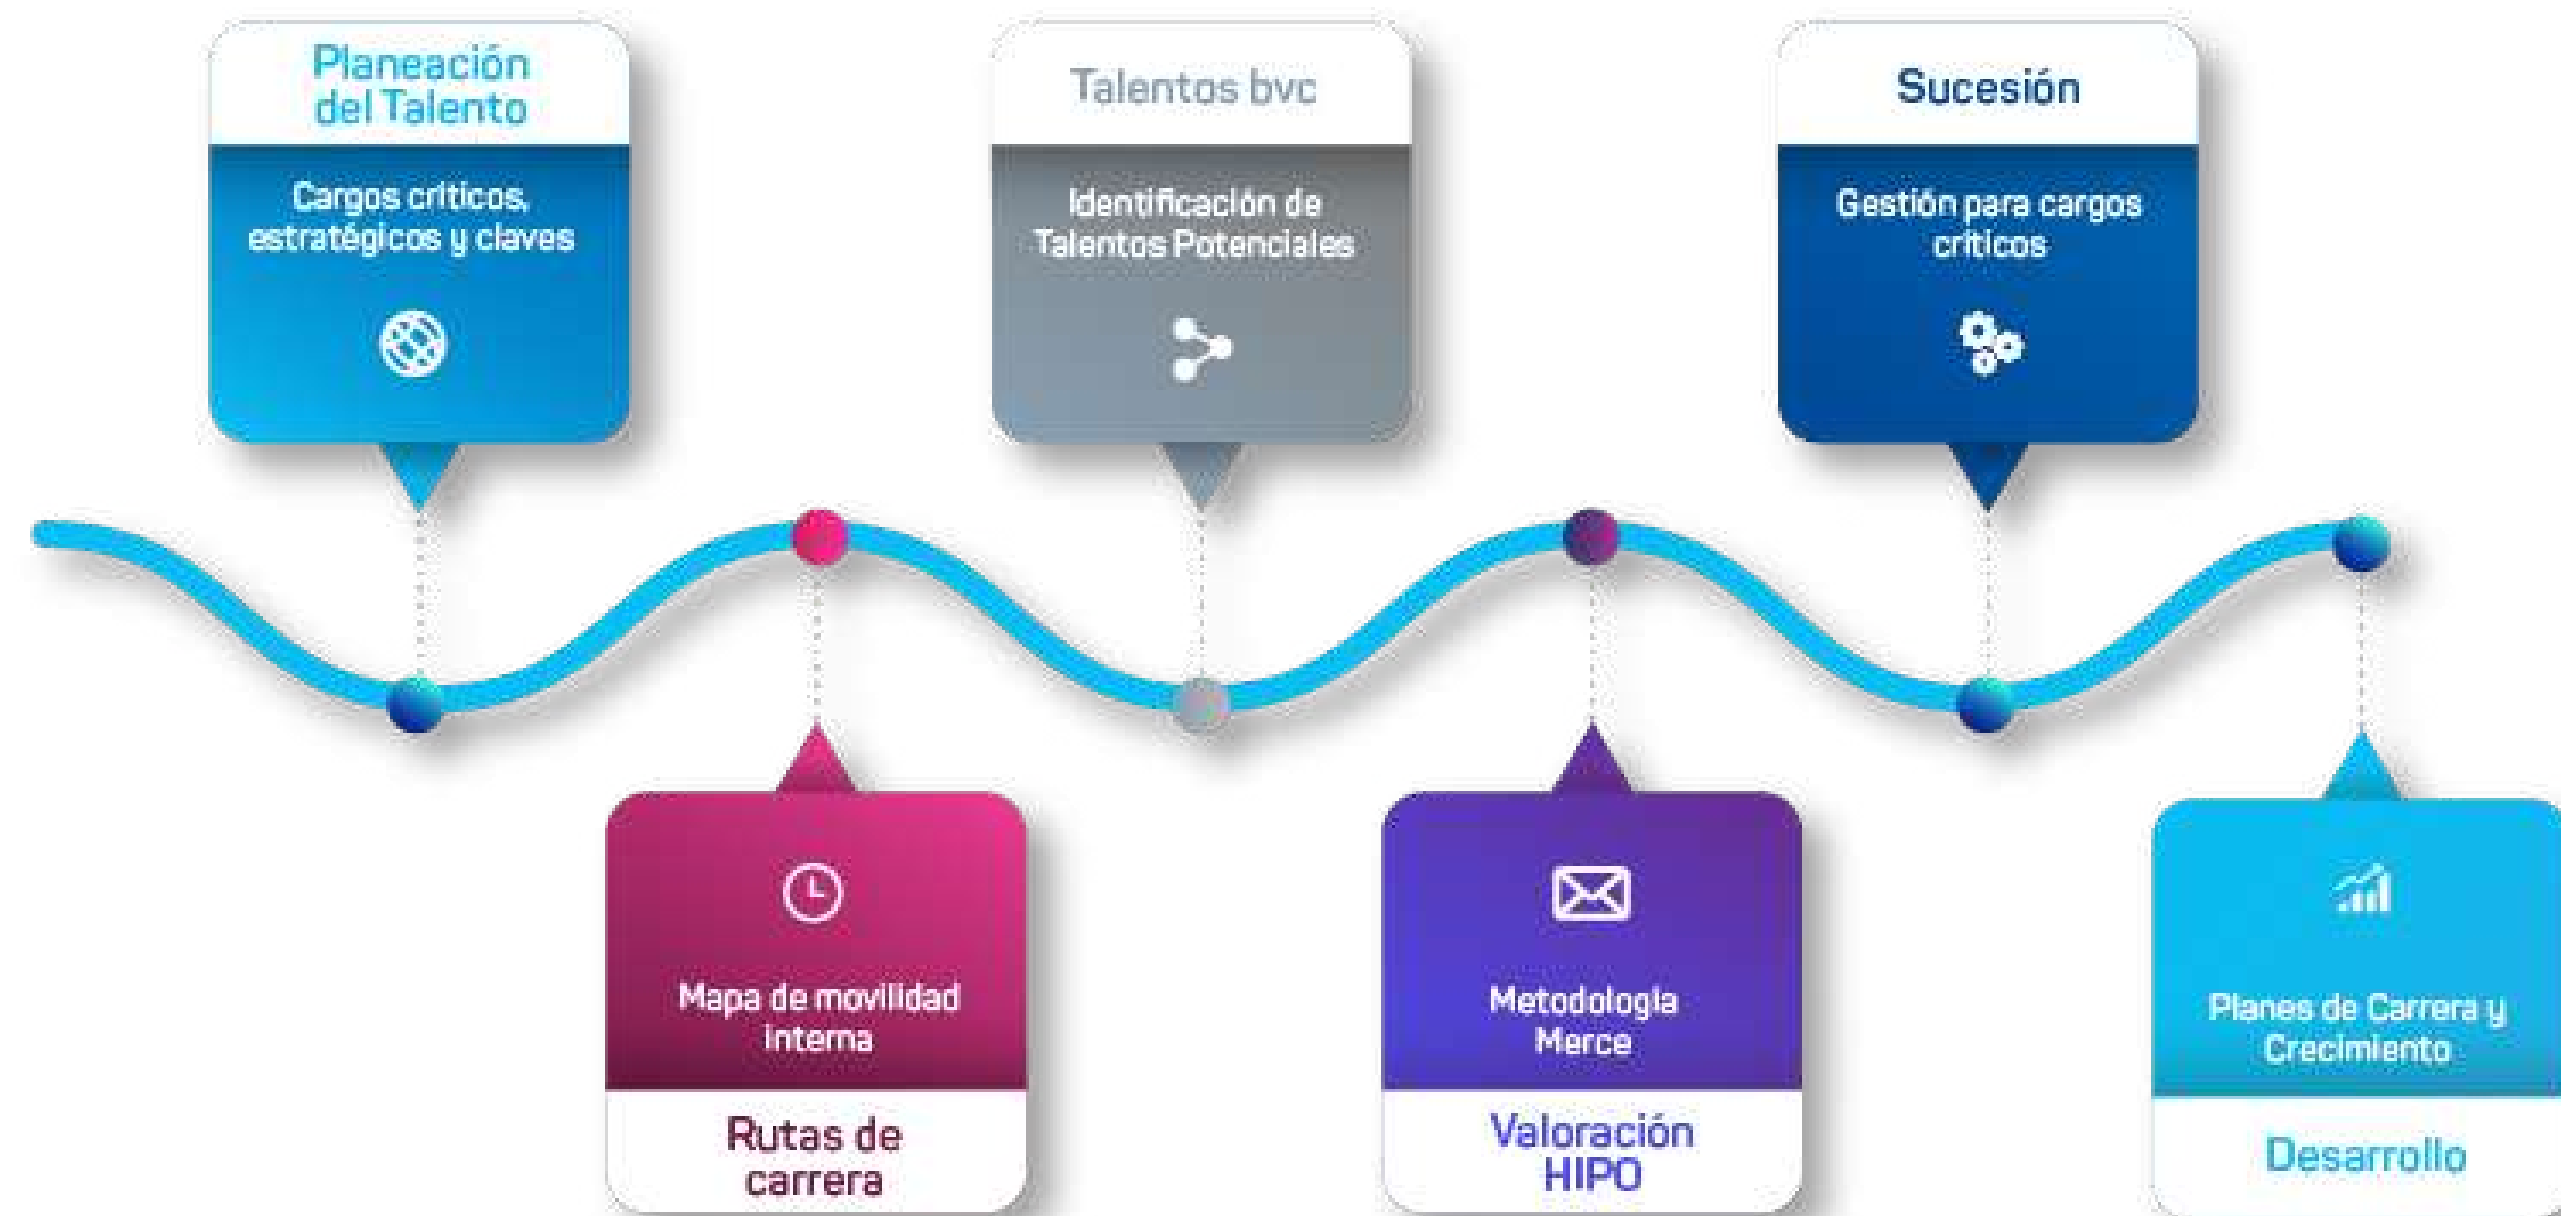 Planeación
del Talento
Cargos críticos,
estratégicos y claves
Talentos bvc
Identificación de
Talentos Potenciales
Sucesión
Gestión para cargos
críticos
Mapa de movilidad
interna
Rutas de
carrera
Metodología
Merce
Valoración
HIPO
Planes de Carrera y
Crecimiento
Desarrollo